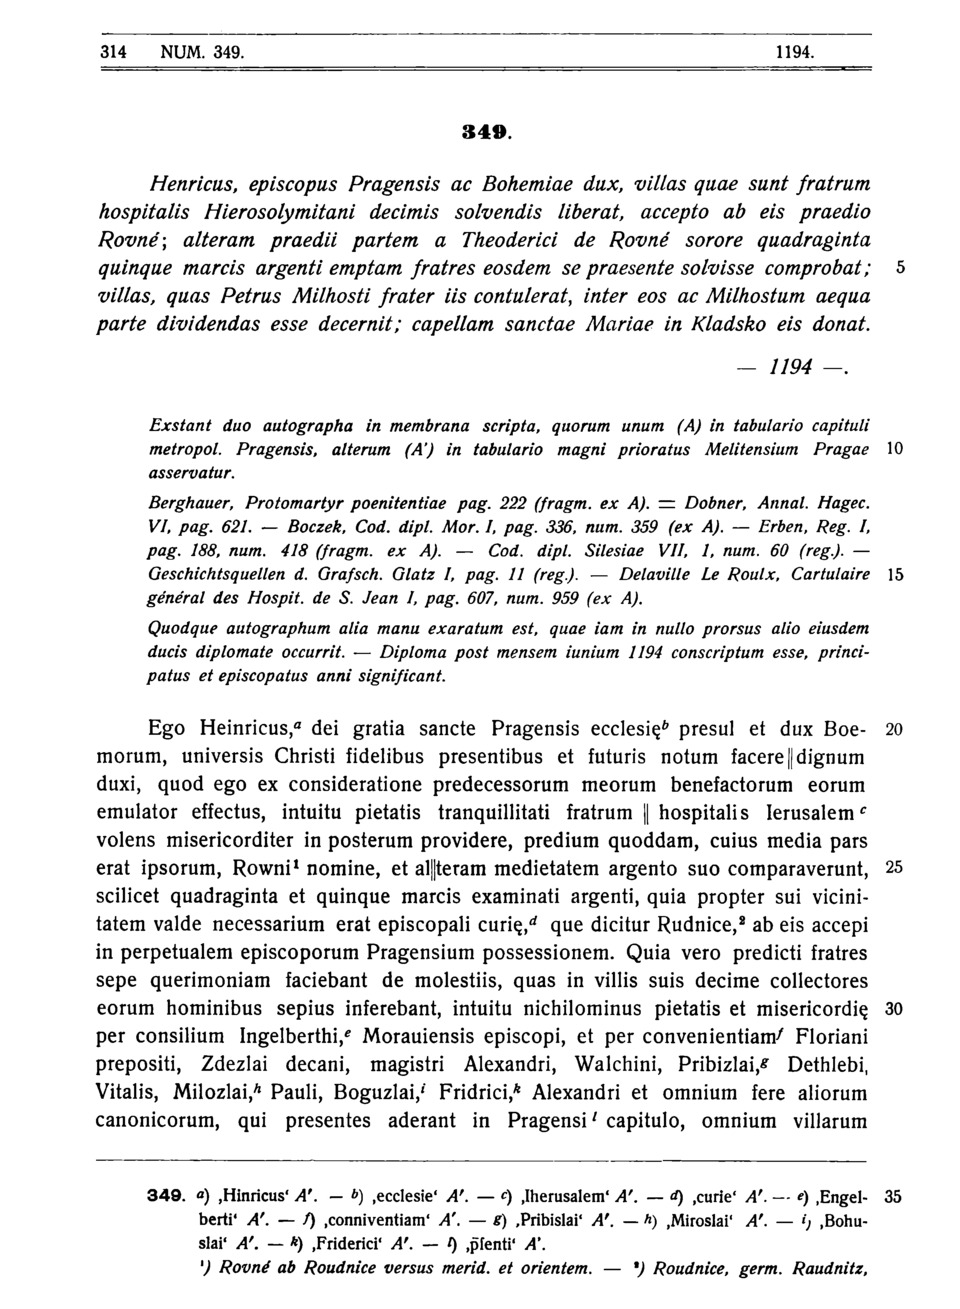 314 NUM. 349. 1194.
349.
Henricus, episcopus Pragensis ac Bohemiae dux, villas quae sunt fratrum
hospitalis Hierosolymitani decimis solvendis liberat, accepto ab eis praedio
Rovné; alteram praedii partem a Theoderici de Rovné sorore quadraginta
quinque marcis argenti emptam fratres eosdem se praesente solvisse comprobat; 5
villas, quas Petrus Milhosti frater iis contulerat, inter eos ac Milhostum aequa
parte dividendas esse decernit; capellam sanctae Mariae in Kladsko eis donat.
— 1194 —.
Exstant duo autographa in membrana scripta, quorum unum (A) in tabulario capituli
metropol. Pragensis, alterum (A') in tabulario magni prioratus Melitensium Pragae 10
asservatur.
Berghauer, Protomartyr poenitentiae pag. 222 (fragm. ex A). = Dobner, Annal. Hagec.
VI, pag. 621. — Boczek, Cod. dipl. Mor. I, pag. 336, num. 359 (ex A). — Erben, Reg. I,
pag. 188, num. 418 (fragm. ex A). — Cod. dipl. Silesiae VII, 1, num. 60 (reg.). —
Geschichtsquellen d. Grafsch. Glatz I, pag. 11 (reg.). — Delaville Le Roulx, Cartulaire 15
général des Hospit. de S. Jean I, pag. 607, num. 959 (ex A).
Quodque autographum alia manu exaratum est, quae iam in nullo prorsus alio eiusdem
ducis diplomate occurrit. — Diploma post mensem iunium 1194 conscriptum esse, princi-
patus et episcopatus anni significant.
Ego Heinricus,ᵃ dei gratia sancte Pragensis ecclesięᵇ presul et dux Boe- 20
morum, universis Christi fidelibus presentibus et futuris notum facere || dignum
duxi, quod ego ex consideratione predecessorum meorum benefactorum eorum
emulator effectus, intuitu pietatis tranquillitati fratrum || hospitalis Ierusalemᶜ
volens misericorditer in posterum providere, predium quoddam, cuius media pars
erat ipsorum, Rowni¹ nomine, et al||teram medietatem argento suo comparaverunt, 25
scilicet quadraginta et quinque marcis examinati argenti, quia propter sui vicini-
tatem valde necessarium erat episcopali curię,ᵈ que dicitur Rudnice,² ab eis accepi
in perpetualem episcoporum Pragensium possessionem. Quia vero predicti fratres
sepe querimoniam faciebant de molestiis, quas in villis suis decime collectores
eorum hominibus sepius inferebant, intuitu nichilominus pietatis et misericordię 30
per consilium Ingelberthi,ᵉ Morauiensis episcopi, et per convenientiamᶠ Floriani
prepositi, Zdezlai decani, magistri Alexandri, Walchini, Pribizlai,ᵍ Dethlebi,
Vitalis, Milozlai,ʰ Pauli, Boguzlai,ⁱ Fridrici,ᵏ Alexandri et omnium fere aliorum
canonicorum, qui presentes aderant in Pragensiˡ capitulo, omnium villarum
349. a) ‚Hinricus‘ A'. — b) ‚ecclesie‘ A'. — c) ‚Iherusalem‘ A'. — d) ‚curie‘ A'. — e) ‚Engel- 35
berti‘ A'. — f) ‚conniventiam‘ A'. — g) ‚Pribislai‘ A'. — h) ‚Miroslai‘ A'. — i) ‚Bohu-
slai‘ A'. — k) ‚Friderici‘ A'. — l) ‚p̄senti‘ A'.
¹) Rovné ab Roudnice versus merid. et orientem. — ²) Roudnice, germ. Raudnitz,